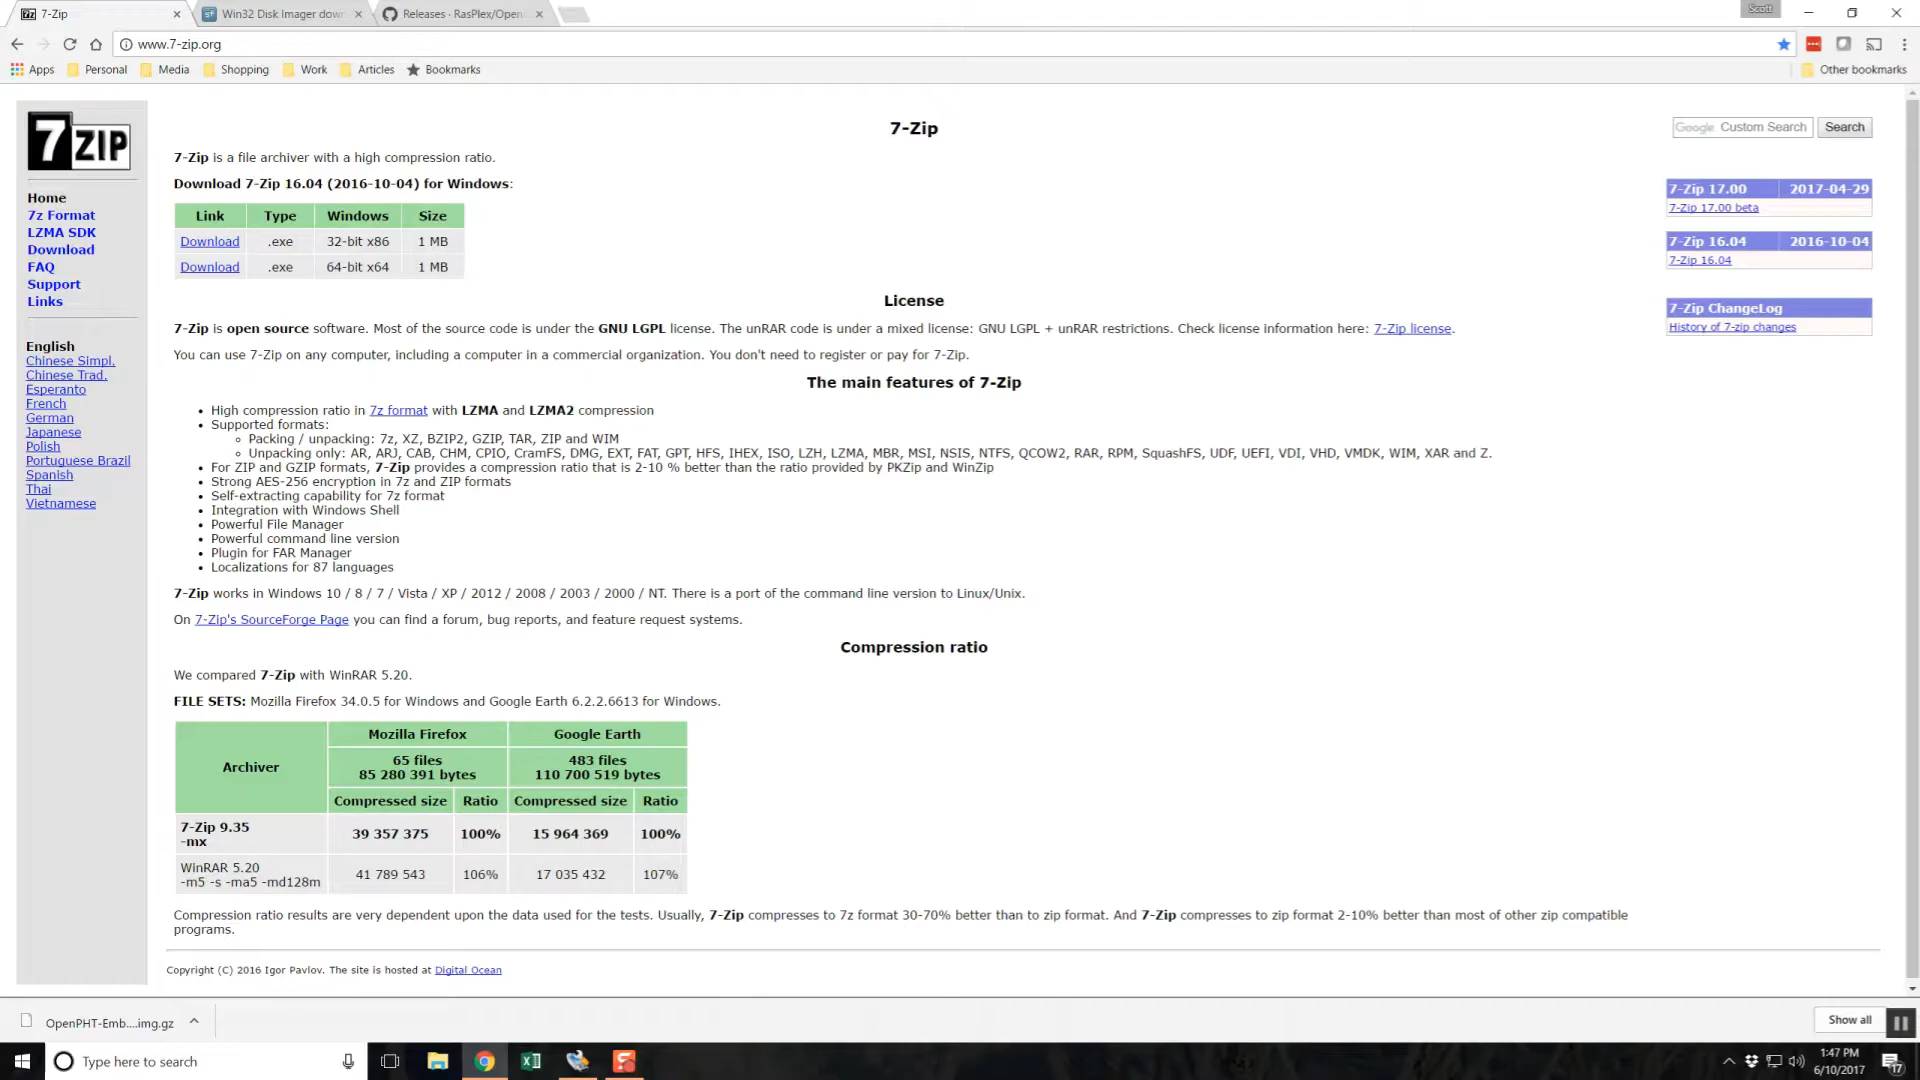 7-Zip
Win32 Disk Imager dow
Releases · RasPlex/Open
Scott
www.7-zip.org
Apps
Personal
Media
Shopping
Work
Articles
Bookmarks
Other bookmarks
7ZIP
Home
7z Format
LZMA SDK
Download
FAQ
Support
Links
English
Chinese Simpl.
Chinese Trad.
Esperanto
French
German
Japanese
Polish
Portuguese Brazil
Spanish
Thai
Vietnamese
7-Zip
7-Zip is a file archiver with a high compression ratio.
Download 7-Zip 16.04 (2016-10-04) for Windows:
Link Type Windows Size
Download .exe 32-bit x86 1 MB
Download .exe 64-bit x64 1 MB
License
7-Zip is open source software. Most of the source code is under the GNU LGPL license. The unRAR code is under a mixed license: GNU LGPL + unRAR restrictions. Check license information here: 7-Zip license.
You can use 7-Zip on any computer, including a computer in a commercial organization. You don't need to register or pay for 7-Zip.
The main features of 7-Zip
• High compression ratio in 7z format with LZMA and LZMA2 compression
• Supported formats:
◦ Packing / unpacking: 7z, XZ, BZIP2, GZIP, TAR, ZIP and WIM
◦ Unpacking only: AR, ARJ, CAB, CHM, CPIO, CramFS, DMG, EXT, FAT, GPT, HFS, IHEX, ISO, LZH, LZMA, MBR, MSI, NSIS, NTFS, QCOW2, RAR, RPM, SquashFS, UDF, UEFI, VDI, VHD, VMDK, WIM, XAR and Z.
• For ZIP and GZIP formats, 7-Zip provides a compression ratio that is 2-10 % better than the ratio provided by PKZip and WinZip
• Strong AES-256 encryption in 7z and ZIP formats
• Self-extracting capability for 7z format
• Integration with Windows Shell
• Powerful File Manager
• Powerful command line version
• Plugin for FAR Manager
• Localizations for 87 languages
7-Zip works in Windows 10 / 8 / 7 / Vista / XP / 2012 / 2008 / 2003 / 2000 / NT. There is a port of the command line version to Linux/Unix.
On 7-Zip's SourceForge Page you can find a forum, bug reports, and feature request systems.
Compression ratio
We compared 7-Zip with WinRAR 5.20.
FILE SETS: Mozilla Firefox 34.0.5 for Windows and Google Earth 6.2.2.6613 for Windows.
Archiver
Mozilla Firefox Google Earth
65 files 483 files
85 280 391 bytes 110 700 519 bytes
Compressed size Ratio Compressed size Ratio
7-Zip 9.35
-mx
39 357 375 100% 15 964 369 100%
WinRAR 5.20
-m5 -s -ma5 -md128m
41 789 543 106% 17 035 432 107%
Compression ratio results are very dependent upon the data used for the tests. Usually, 7-Zip compresses to 7z format 30-70% better than to zip format. And 7-Zip compresses to zip format 2-10% better than most of other zip compatible
programs.
Copyright (C) 2016 Igor Pavlov. The site is hosted at Digital Ocean
Google Custom Search Search
7-Zip 17.00 2017-04-29
7-Zip 17.00 beta
7-Zip 16.04 2016-10-04
7-Zip 16.04
7-Zip ChangeLog
History of 7-zip changes
OpenPHT-Emb....img.gz
Show all
Type here to search
1:47 PM
6/10/2017
17